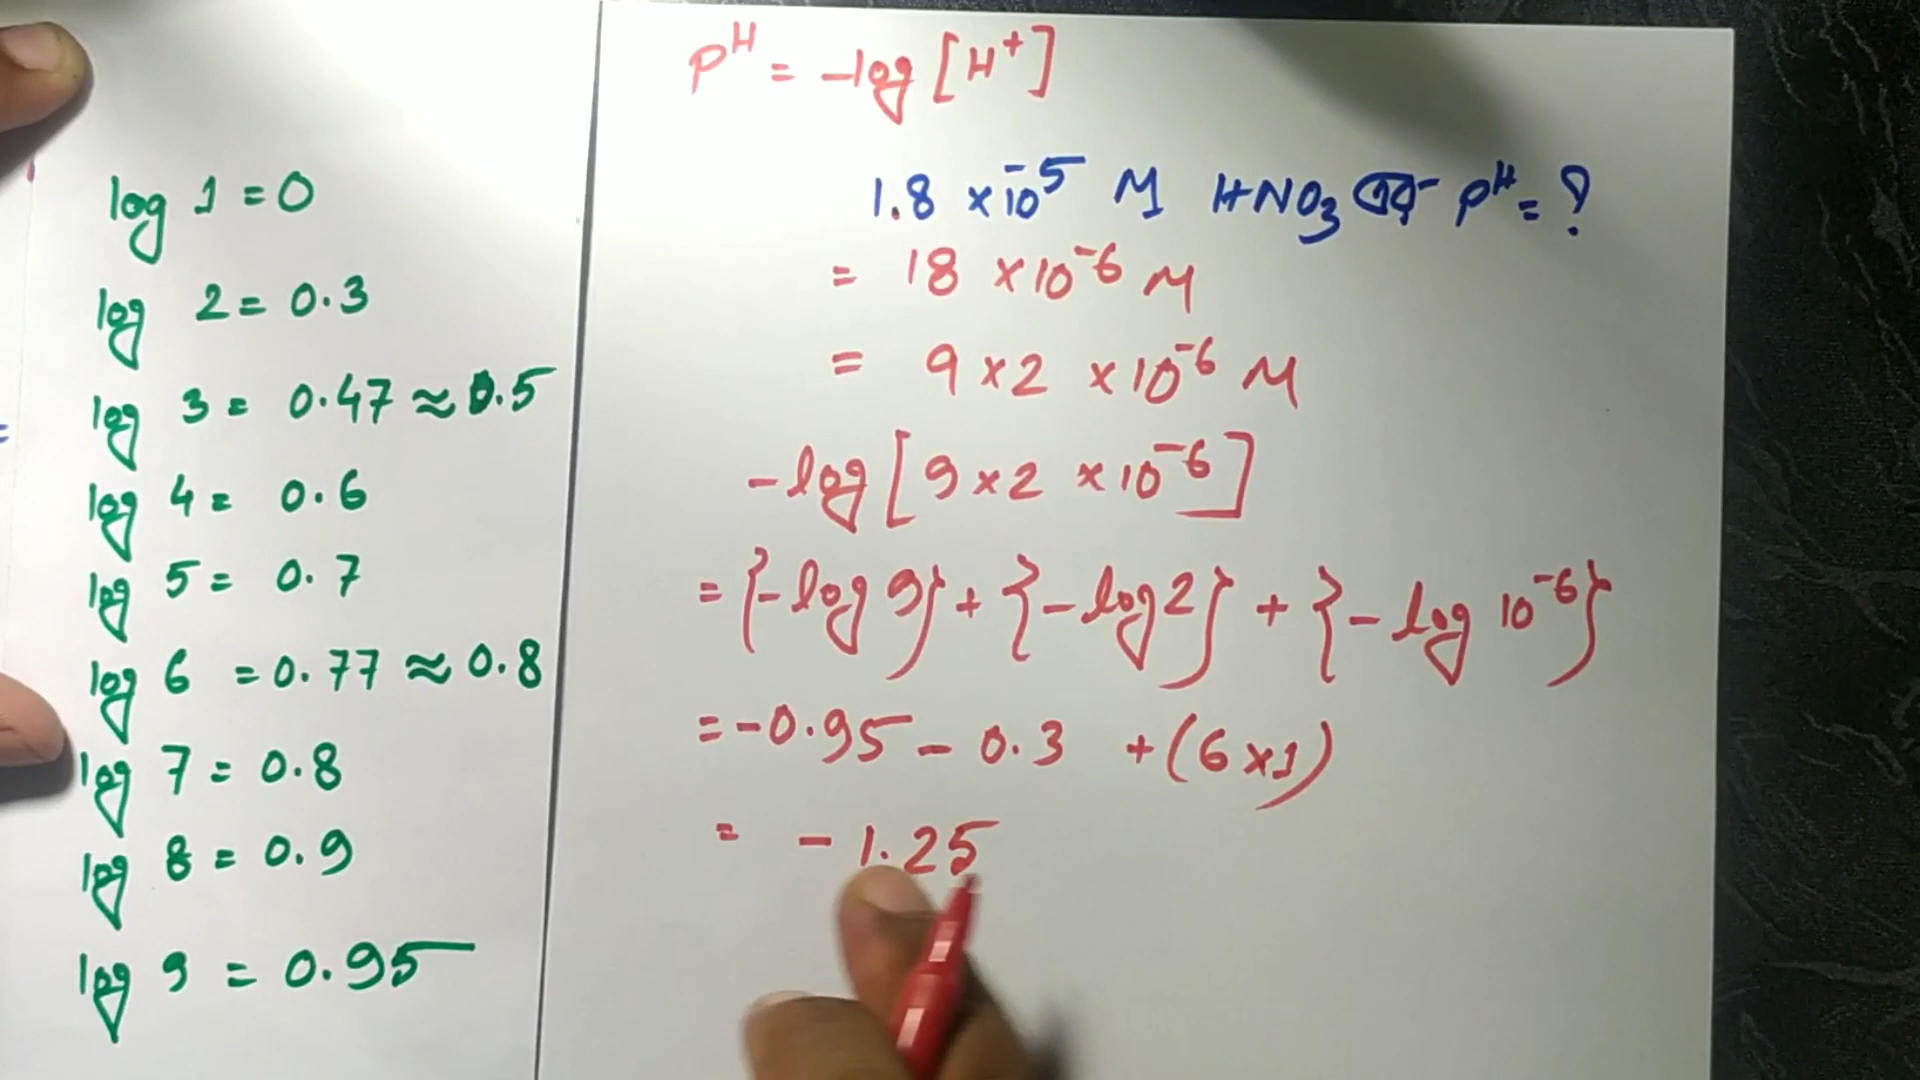 log 1 = 0
log 2 = 0.3
log 3 = 0.47 ≈ 0.5
log 4 = 0.6
log 5 = 0.7
log 6 = 0.77 ≈ 0.8
log 7 = 0.8
log 8 = 0.9
log 9 = 0.95
pᴴ = -log [H⁺]
1.8 × 10⁻⁵ M HNO₃ এর pᴴ = ?
= 18 × 10⁻⁶ M
= 9 × 2 × 10⁻⁶ M
-log [9 × 2 × 10⁻⁶]
= {-log 9} + {-log 2} + {-log 10⁻⁶}
= -0.95 - 0.3 + (6 × 1)
= -1.25